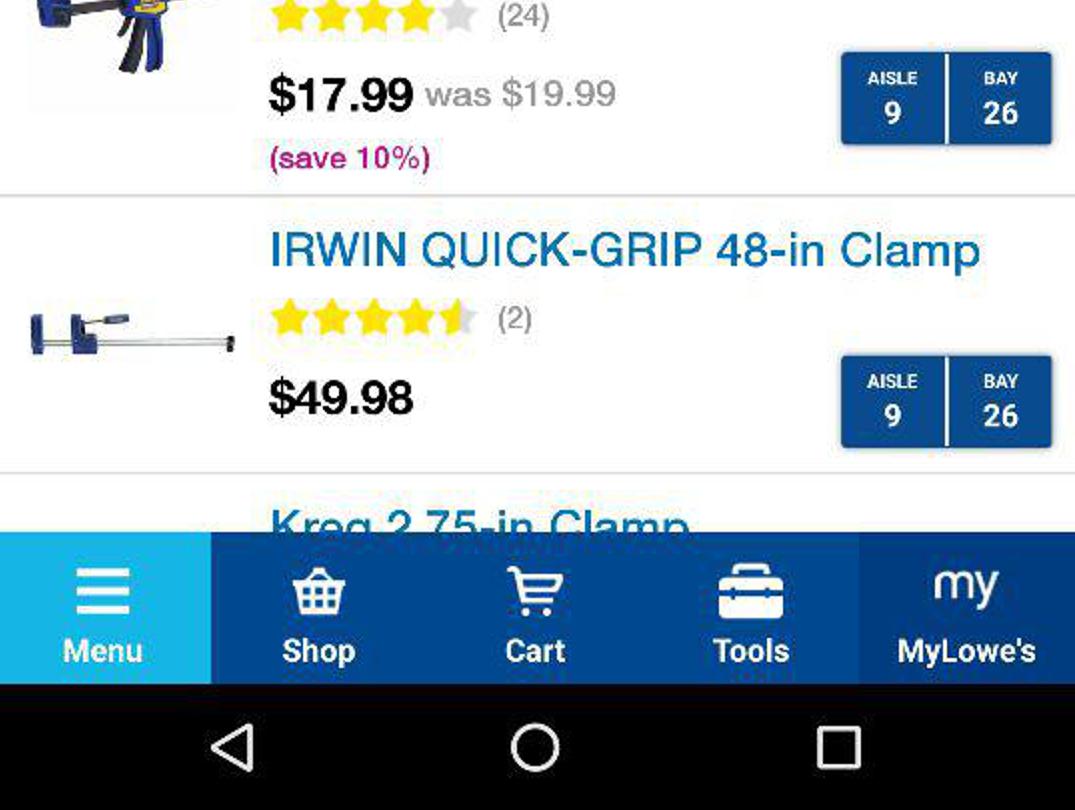 (24)
$17.99 was $19.99
(save 10%)
AISLE BAY
9 26
IRWIN QUICK-GRIP 48-in Clamp
(2)
$49.98
AISLE BAY
9 26
Kreg 2.75-in Clamp
Menu Shop Cart Tools my MyLowe's